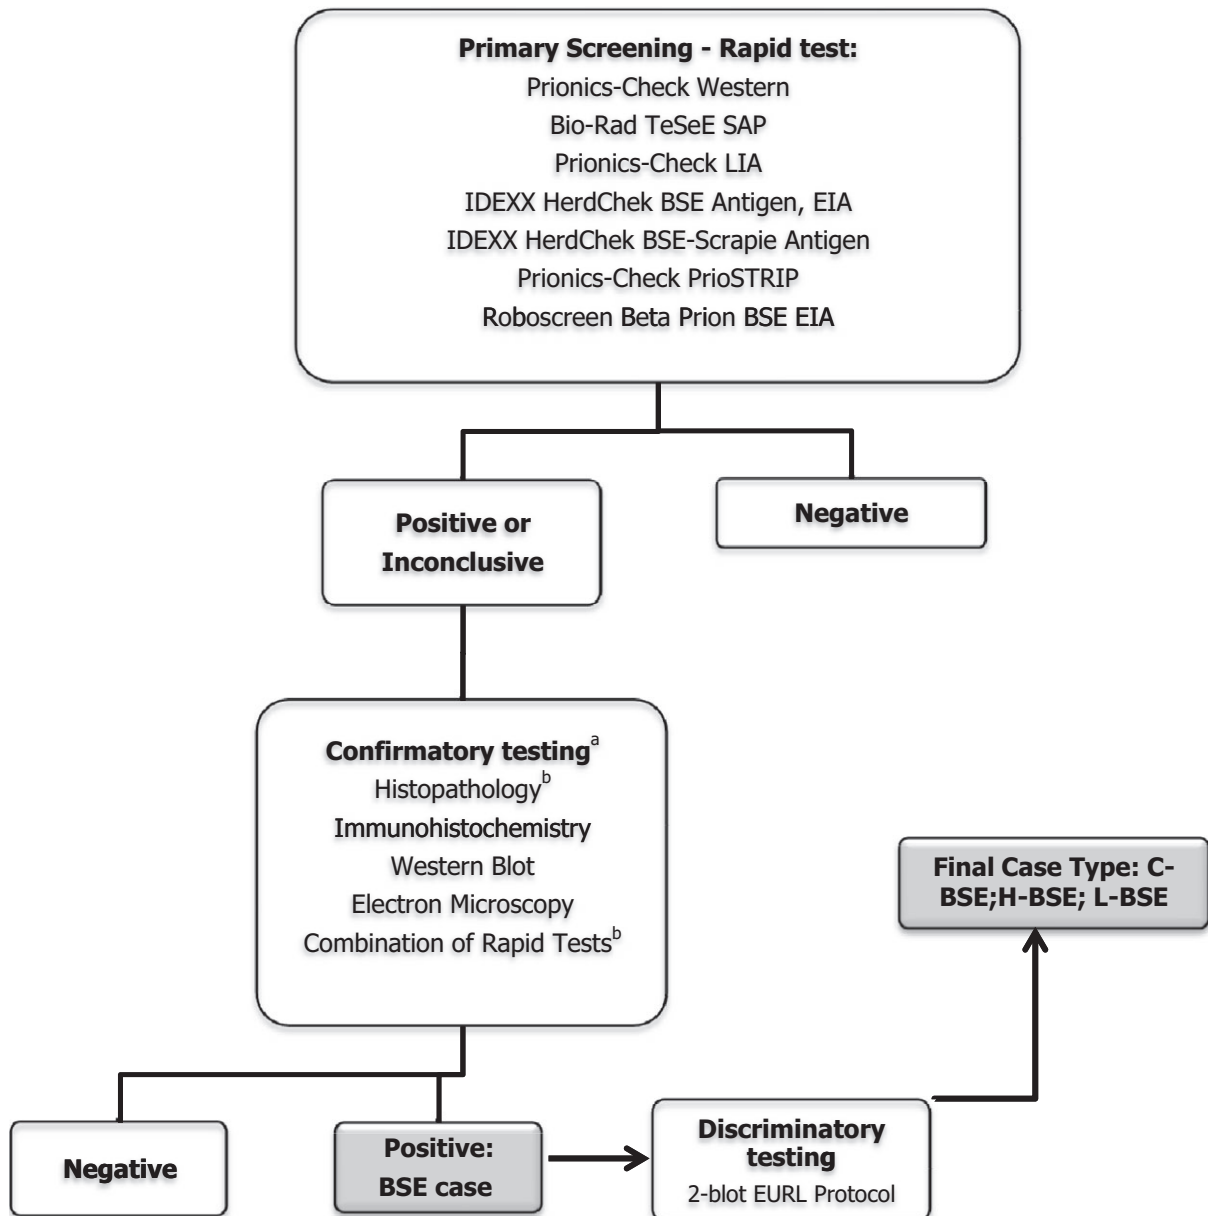 Primary Screening - Rapid test:
Prionics-Check Western
Bio-Rad TeSeE SAP
Prionics-Check LIA
IDEXX HerdChek BSE Antigen, EIA
IDEXX HerdChek BSE-Scrapie Antigen
Prionics-Check PrioSTRIP
Roboscreen Beta Prion BSE EIA
Positive or
Inconclusive
Negative
Confirmatory testing^a
Histopathology^b
Immunohistochemistry
Western Blot
Electron Microscopy
Combination of Rapid Tests^b
Final Case Type: C-
BSE;H-BSE; L-BSE
Negative
Positive:
BSE case
Discriminatory
testing
2-blot EURL Protocol